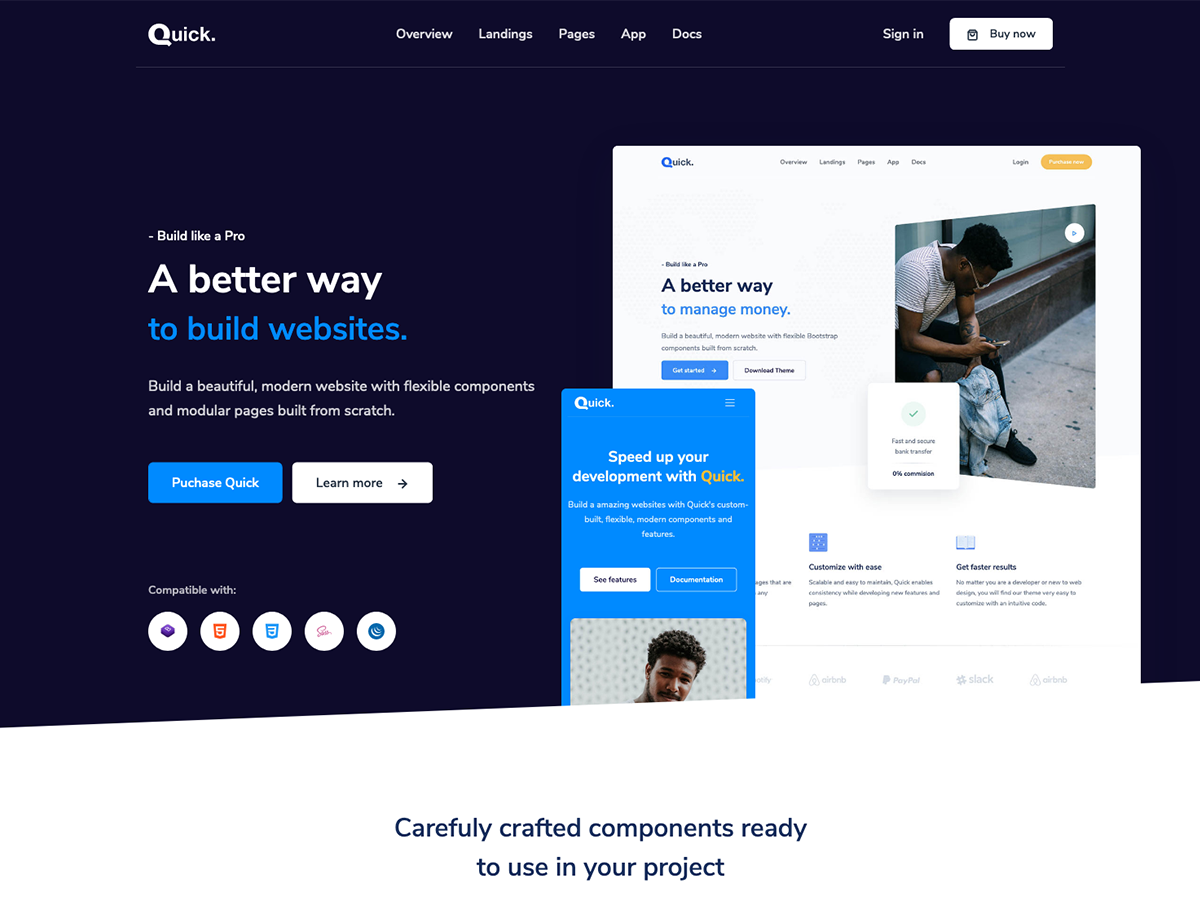 Quick.
Overview
Landings
Pages
App
Docs
Sign in
Buy now
- Build like a Pro
A better way
to build websites.
Build a beautiful, modern website with flexible components
and modular pages built from scratch.
Puchase Quick
Learn more
Compatible with:
Quick.
Overview
Landings
Pages
App
Docs
Login
Purchase now
- Build like a Pro
A better way
to manage money.
Build a beautiful, modern website with flexible Bootstrap
components built from scratch.
Get started
Download Theme
Fast and secure
bank transfer
0% commision
Quick.
Speed up your
development with Quick.
Build a amazing websites with Quick's custom-
built, flexible, modern components and
features.
See features
Documentation
that are
any
Customize with ease
Scalable and easy to maintain, Quick enables
consistency while developing new features and
pages.
Get faster results
No matter you are a developer or new to web
design, you will find our theme very easy to
customize with an intuitive code.
airbnb
PayPal
slack
airbnb
Carefuly crafted components ready
to use in your project